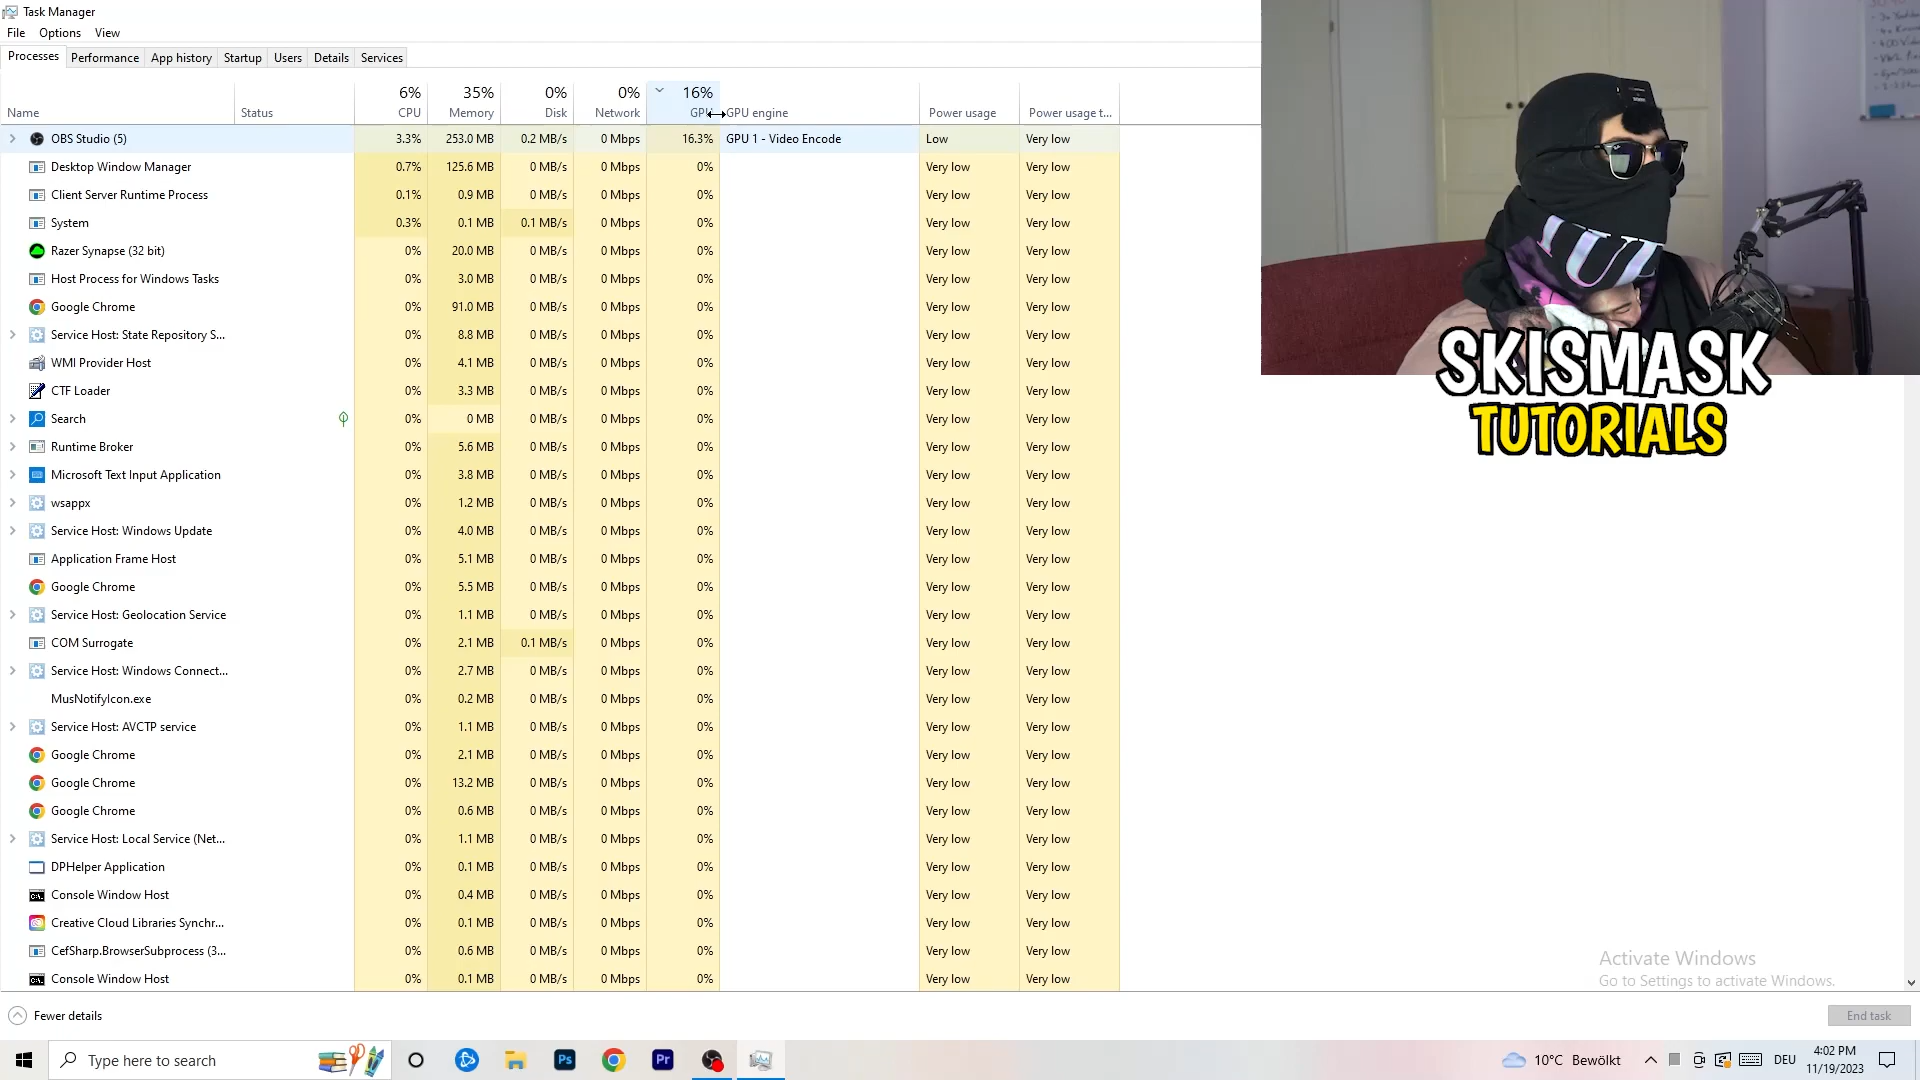 Task Manager
File Options View
Processes Performance App history Startup Users Details Services
6% 35% 0% 0% 16%
Name Status CPU Memory Disk Network GPU GPU engine Power usage Power usage t...
OBS Studio (5) 3.3% 253.0 MB 0.2 MB/s 0 Mbps 16.3% GPU 1 - Video Encode Low Very low
Desktop Window Manager 0.7% 125.6 MB 0 MB/s 0 Mbps 0% Very low Very low
Client Server Runtime Process 0.1% 0.9 MB 0 MB/s 0 Mbps 0% Very low Very low
System 0.3% 0.1 MB 0.1 MB/s 0 Mbps 0% Very low Very low
Razer Synapse (32 bit) 0% 20.0 MB 0 MB/s 0 Mbps 0% Very low Very low
Host Process for Windows Tasks 0% 3.0 MB 0 MB/s 0 Mbps 0% Very low Very low
Google Chrome 0% 91.0 MB 0 MB/s 0 Mbps 0% Very low Very low
Service Host: State Repository S... 0% 8.8 MB 0 MB/s 0 Mbps 0% Very low Very low
WMI Provider Host 0% 4.1 MB 0 MB/s 0 Mbps 0% Very low Very low
CTF Loader 0% 3.3 MB 0 MB/s 0 Mbps 0% Very low Very low
Search 0% 0 MB 0 MB/s 0 Mbps 0% Very low Very low
Runtime Broker 0% 5.6 MB 0 MB/s 0 Mbps 0% Very low Very low
Microsoft Text Input Application 0% 3.8 MB 0 MB/s 0 Mbps 0% Very low Very low
wsappx 0% 1.2 MB 0 MB/s 0 Mbps 0% Very low Very low
Service Host: Windows Update 0% 4.0 MB 0 MB/s 0 Mbps 0% Very low Very low
Application Frame Host 0% 5.1 MB 0 MB/s 0 Mbps 0% Very low Very low
Google Chrome 0% 5.5 MB 0 MB/s 0 Mbps 0% Very low Very low
Service Host: Geolocation Service 0% 1.1 MB 0 MB/s 0 Mbps 0% Very low Very low
COM Surrogate 0% 2.1 MB 0.1 MB/s 0 Mbps 0% Very low Very low
Service Host: Windows Connect... 0% 2.7 MB 0 MB/s 0 Mbps 0% Very low Very low
MusNotifyIcon.exe 0% 0.2 MB 0 MB/s 0 Mbps 0% Very low Very low
Service Host: AVCTP service 0% 1.1 MB 0 MB/s 0 Mbps 0% Very low Very low
Google Chrome 0% 2.1 MB 0 MB/s 0 Mbps 0% Very low Very low
Google Chrome 0% 13.2 MB 0 MB/s 0 Mbps 0% Very low Very low
Google Chrome 0% 0.6 MB 0 MB/s 0 Mbps 0% Very low Very low
Service Host: Local Service (Net... 0% 1.1 MB 0 MB/s 0 Mbps 0% Very low Very low
DPHelper Application 0% 0.1 MB 0 MB/s 0 Mbps 0% Very low Very low
Console Window Host 0% 0.4 MB 0 MB/s 0 Mbps 0% Very low Very low
Creative Cloud Libraries Synchr... 0% 0.1 MB 0 MB/s 0 Mbps 0% Very low Very low
CefSharp.BrowserSubprocess (3... 0% 0.6 MB 0 MB/s 0 Mbps 0% Very low Very low
Console Window Host 0% 0.1 MB 0 MB/s 0 Mbps 0% Very low Very low
SKISMASK
TUTORIALS
Activate Windows
Go to Settings to activate Windows.
Fewer details
End task
Type here to search
Ps
Pr
10°C Bewölkt
DEU
4:02 PM
11/19/2023